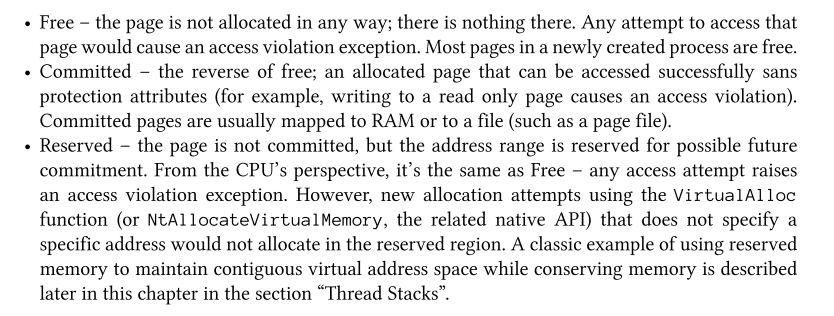 • Free – the page is not allocated in any way; there is nothing there. Any attempt to access that
page would cause an access violation exception. Most pages in a newly created process are free.
• Committed – the reverse of free; an allocated page that can be accessed successfully sans
protection attributes (for example, writing to a read only page causes an access violation).
Committed pages are usually mapped to RAM or to a file (such as a page file).
• Reserved – the page is not committed, but the address range is reserved for possible future
commitment. From the CPU’s perspective, it’s the same as Free – any access attempt raises
an access violation exception. However, new allocation attempts using the VirtualAlloc
function (or NtAllocateVirtualMemory, the related native API) that does not specify a
specific address would not allocate in the reserved region. A classic example of using reserved
memory to maintain contiguous virtual address space while conserving memory is described
later in this chapter in the section “Thread Stacks”.